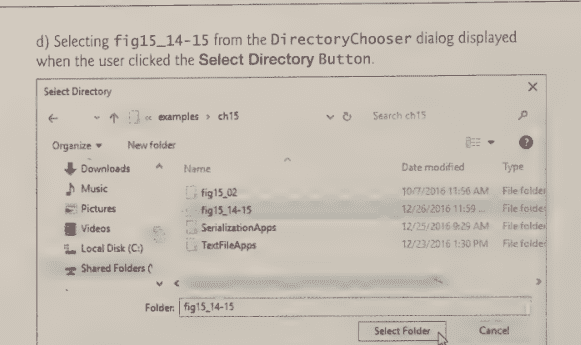 d) Selecting fig15_14-15 from the DirectoryChooser dialog displayed
when the user clicked the Select Directory Button.
Select Directory
« examples › ch15
Search ch15
Organize
New folder
Downloads
Music
Pictures
Videos
Local Disk (C:)
Shared Folders (
Name Date modified Type
fig15_02 10/7/2016 11:56 AM File folder
fig15_14-15 12/26/2016 11:59 ... File folder
SerializationApps 12/25/2016 9:29 AM File folder
TextFileApps 12/23/2016 1:30 PM File folder
Folder: fig15_14-15
Select Folder Cancel